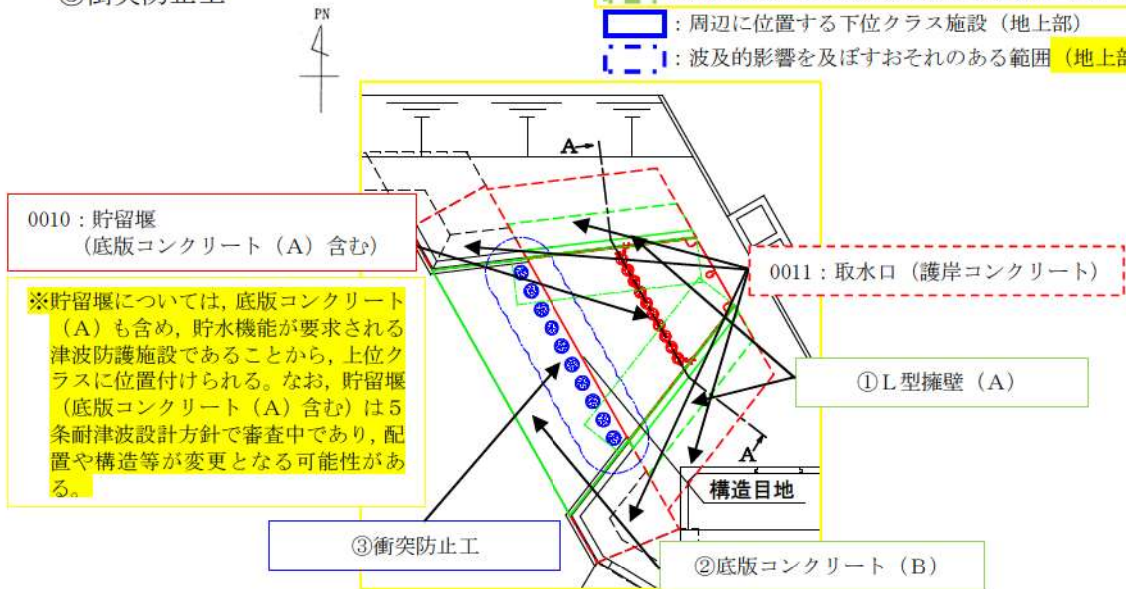 ③衝突防止工
：周辺に位置する下位クラス施設（地上部）
：波及的影響を及ぼすおそれのある範囲（地上部
PN
A
0010：貯留堰
（底版コンクリート（A）含む）
0011：取水口（護岸コンクリート）
※貯留堰については，底版コンクリート
（A）も含め，貯水機能が要求される
津波防護施設であることから，上位ク
ラスに位置付けられる。なお，貯留堰
（底版コンクリート（A）含む）は５
条耐津波設計方針で審査中であり，配
置や構造等が変更となる可能性があ
る。
①Ｌ型擁壁（A）
A
構造目地
③衝突防止工
②底版コンクリート（B）